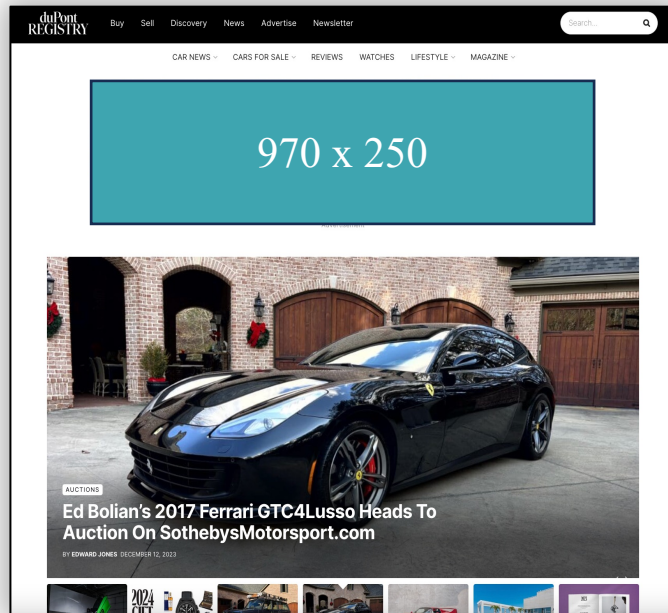 duPont
REGISTRY
Buy Sell Discovery News Advertise Newsletter
Search...
CAR NEWS CARS FOR SALE REVIEWS WATCHES LIFESTYLE MAGAZINE
970 x 250
Advertisement
AUCTIONS
Ed Bolian's 2017 Ferrari GTC4Lusso Heads To
Auction On SothebysMotorsport.com
BY EDWARD JONES DECEMBER 12, 2023
2024
GIFT